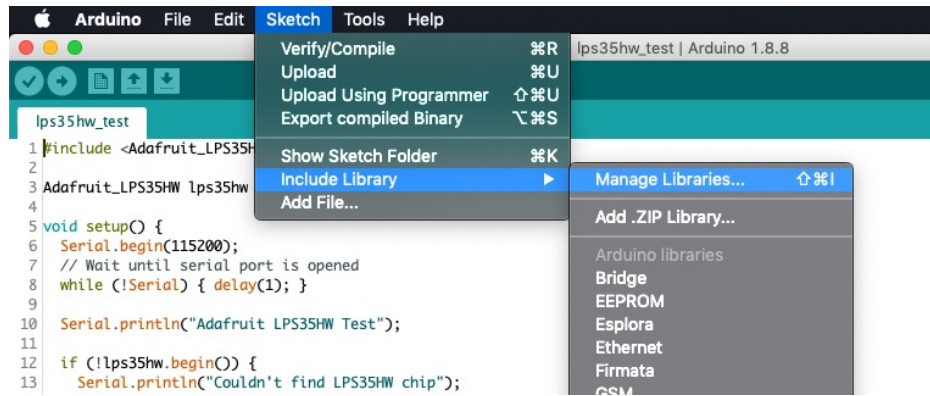 Arduino File Edit Sketch Tools Help
lps35hw_test | Arduino 1.8.8
Verify/Compile ⌘R
Upload ⌘U
Upload Using Programmer ⇧⌘U
Export compiled Binary ⌥⌘S
Show Sketch Folder ⌘K
Include Library ▶
Add File...
Manage Libraries... ⇧⌘I
Add .ZIP Library...
Arduino libraries
Bridge
EEPROM
Esplora
Ethernet
Firmata
GSM
lps35hw_test
1 #include <Adafruit_LPS35H
2
3 Adafruit_LPS35HW lps35hw
4
5 void setup() {
6 Serial.begin(115200);
7 // Wait until serial port is opened
8 while (!Serial) { delay(1); }
9
10 Serial.println("Adafruit LPS35HW Test");
11
12 if (!lps35hw.begin()) {
13 Serial.println("Couldn't find LPS35HW chip");